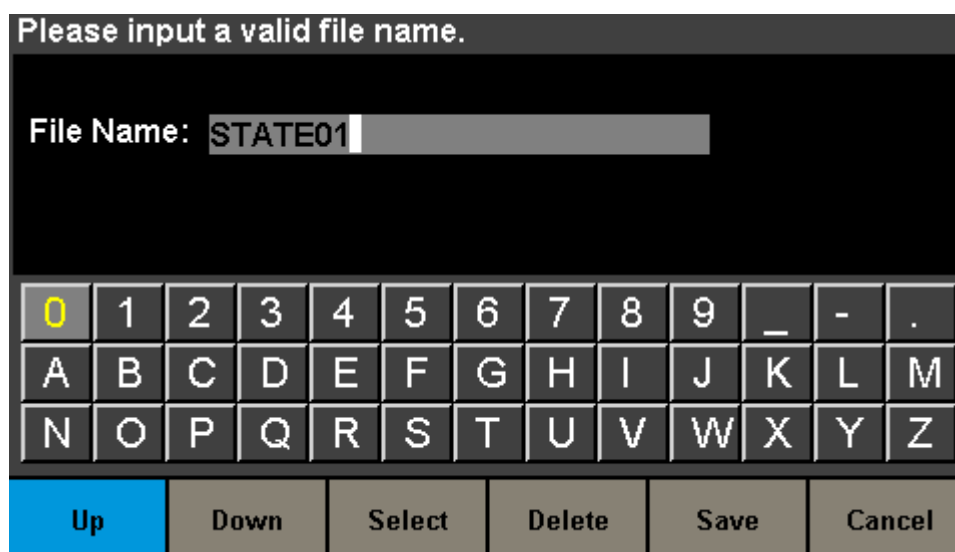 Please input a valid file name.
File Name: STATE01
0 1 2 3 4 5 6 7 8 9 _ - .
A B C D E F G H I J K L M
N O P Q R S T U V W X Y Z
Up Down Select Delete Save Cancel